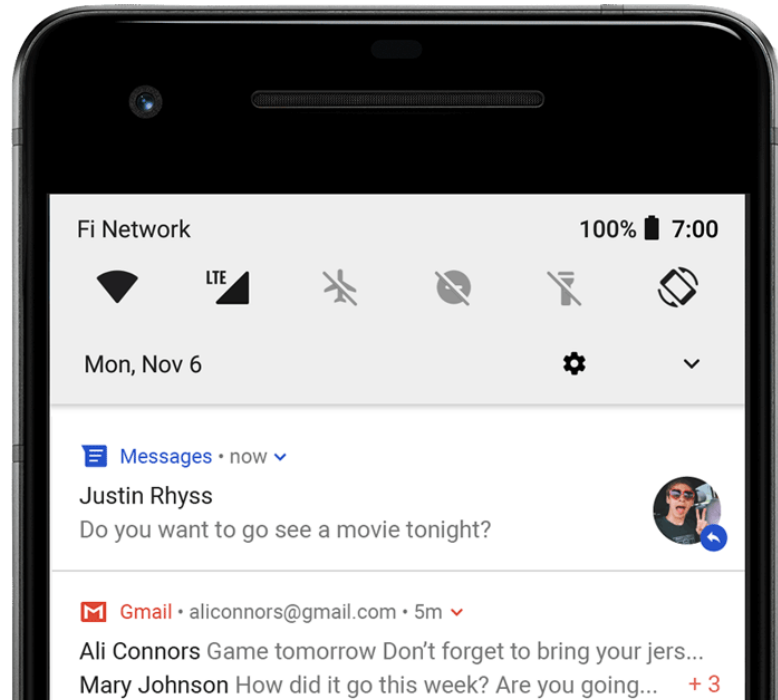 Fi Network 100% 7:00
LTE
Mon, Nov 6
Messages • now
Justin Rhyss
Do you want to go see a movie tonight?
Gmail • aliconnors@gmail.com • 5m
Ali Connors Game tomorrow Don't forget to bring your jers...
Mary Johnson How did it go this week? Are you going... + 3